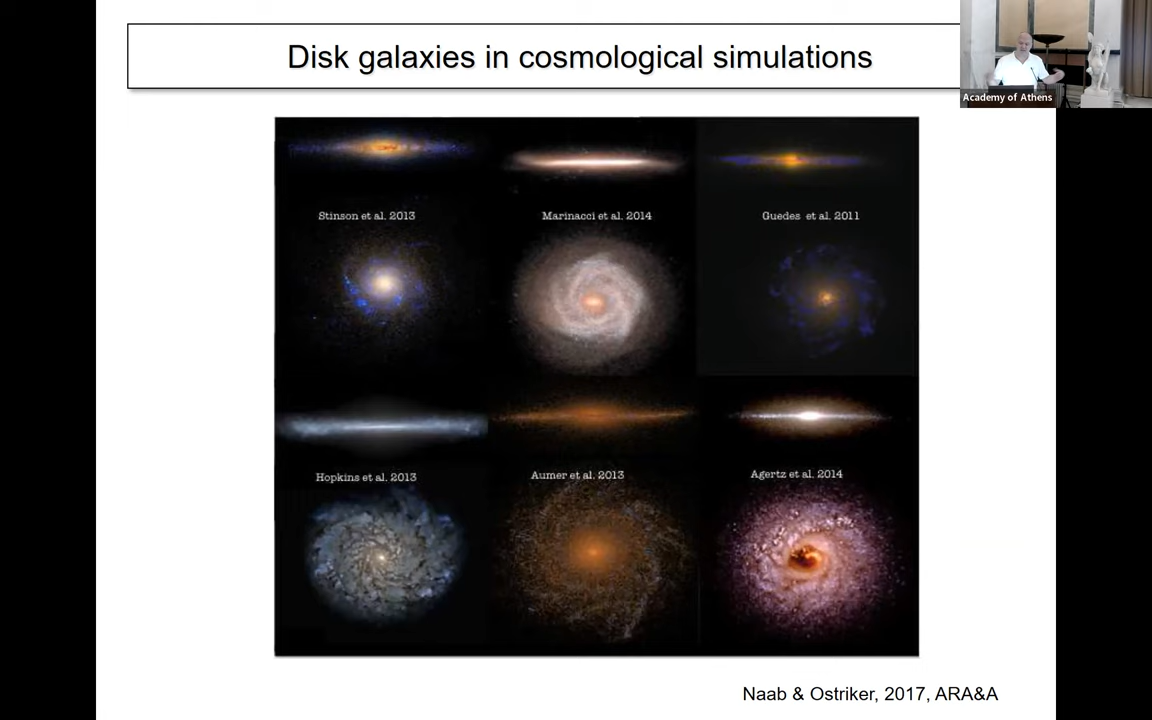 Disk galaxies in cosmological simulations
Academy of Athens
Stinson et al. 2013
Marinacci et al. 2014
Guedes et al. 2011
Hopkins et al. 2013
Aumer et al. 2013
Agertz et al. 2014
Naab & Ostriker, 2017, ARA&A